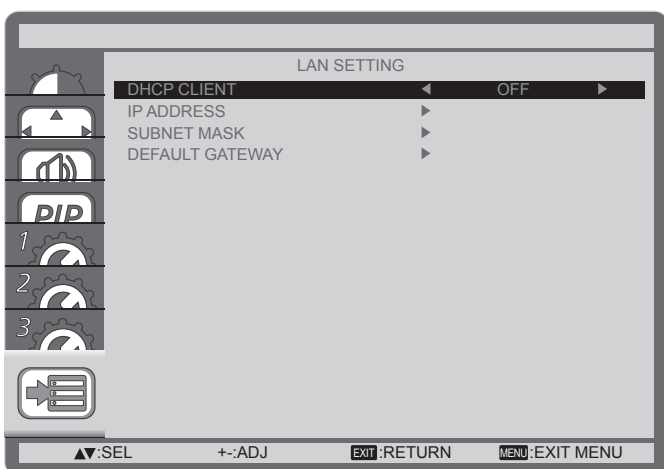 LAN SETTING
DHCP CLIENT ◀ OFF ▶
IP ADDRESS ▶
SUBNET MASK ▶
DEFAULT GATEWAY ▶
PIP
1
2
3
▲▼:SEL +-:ADJ EXIT:RETURN MENU:EXIT MENU